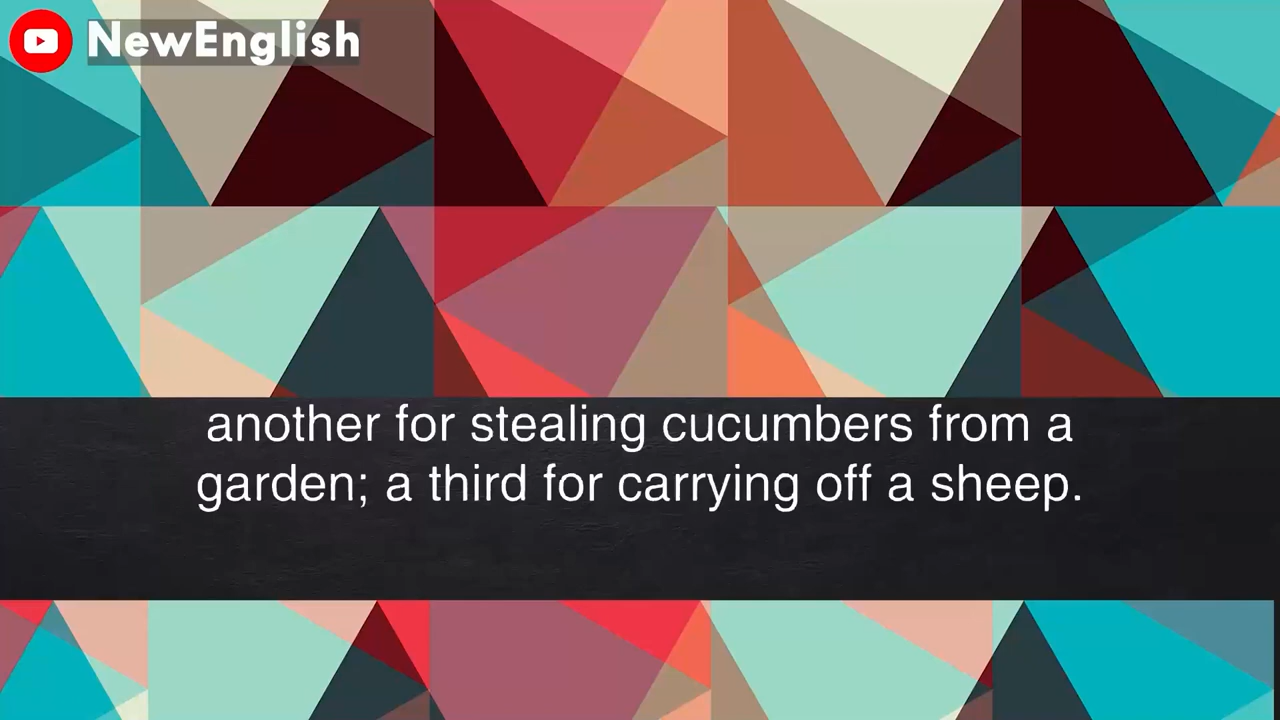 NewEnglish
another for stealing cucumbers from a
garden; a third for carrying off a sheep.